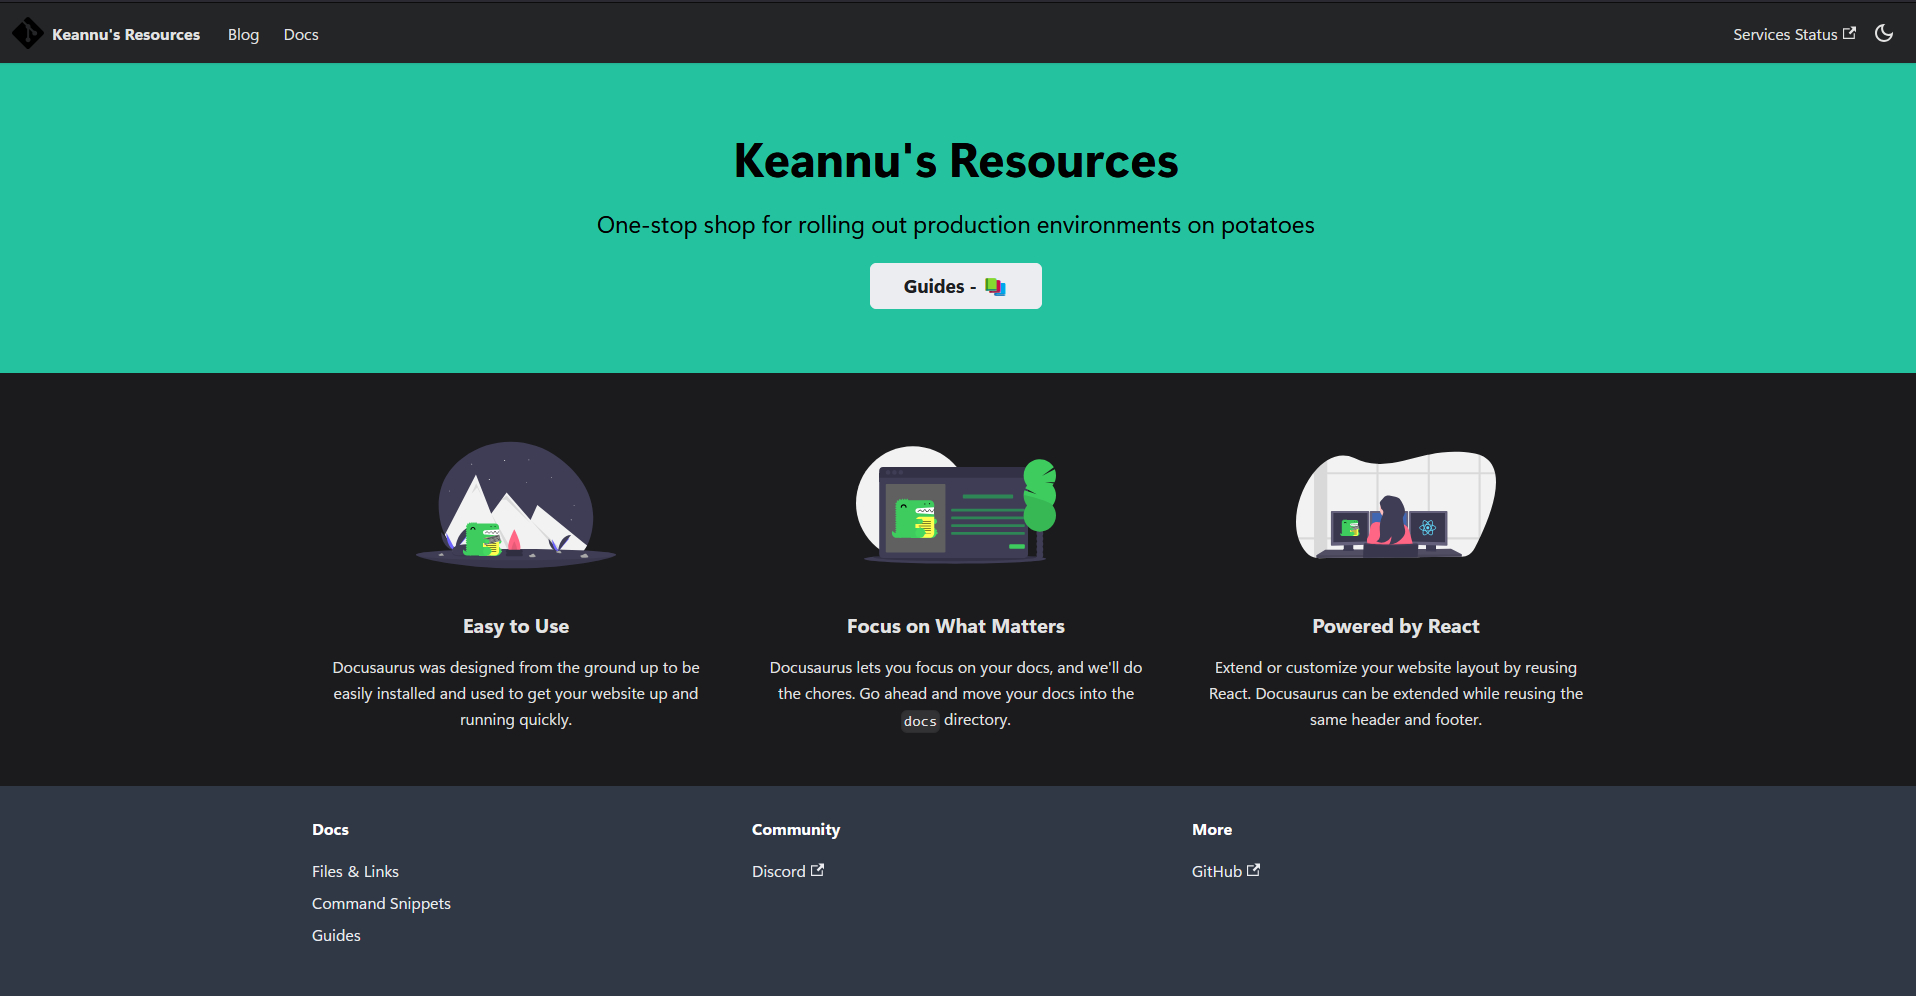 Keannu's Resources Blog Docs Services Status
Keannu's Resources
One-stop shop for rolling out production environments on potatoes
Guides -
Easy to Use
Docusaurus was designed from the ground up to be
easily installed and used to get your website up and
running quickly.
Focus on What Matters
Docusaurus lets you focus on your docs, and we'll do
the chores. Go ahead and move your docs into the
docs directory.
Powered by React
Extend or customize your website layout by reusing
React. Docusaurus can be extended while reusing the
same header and footer.
Docs
Files & Links
Command Snippets
Guides
Community
Discord
More
GitHub